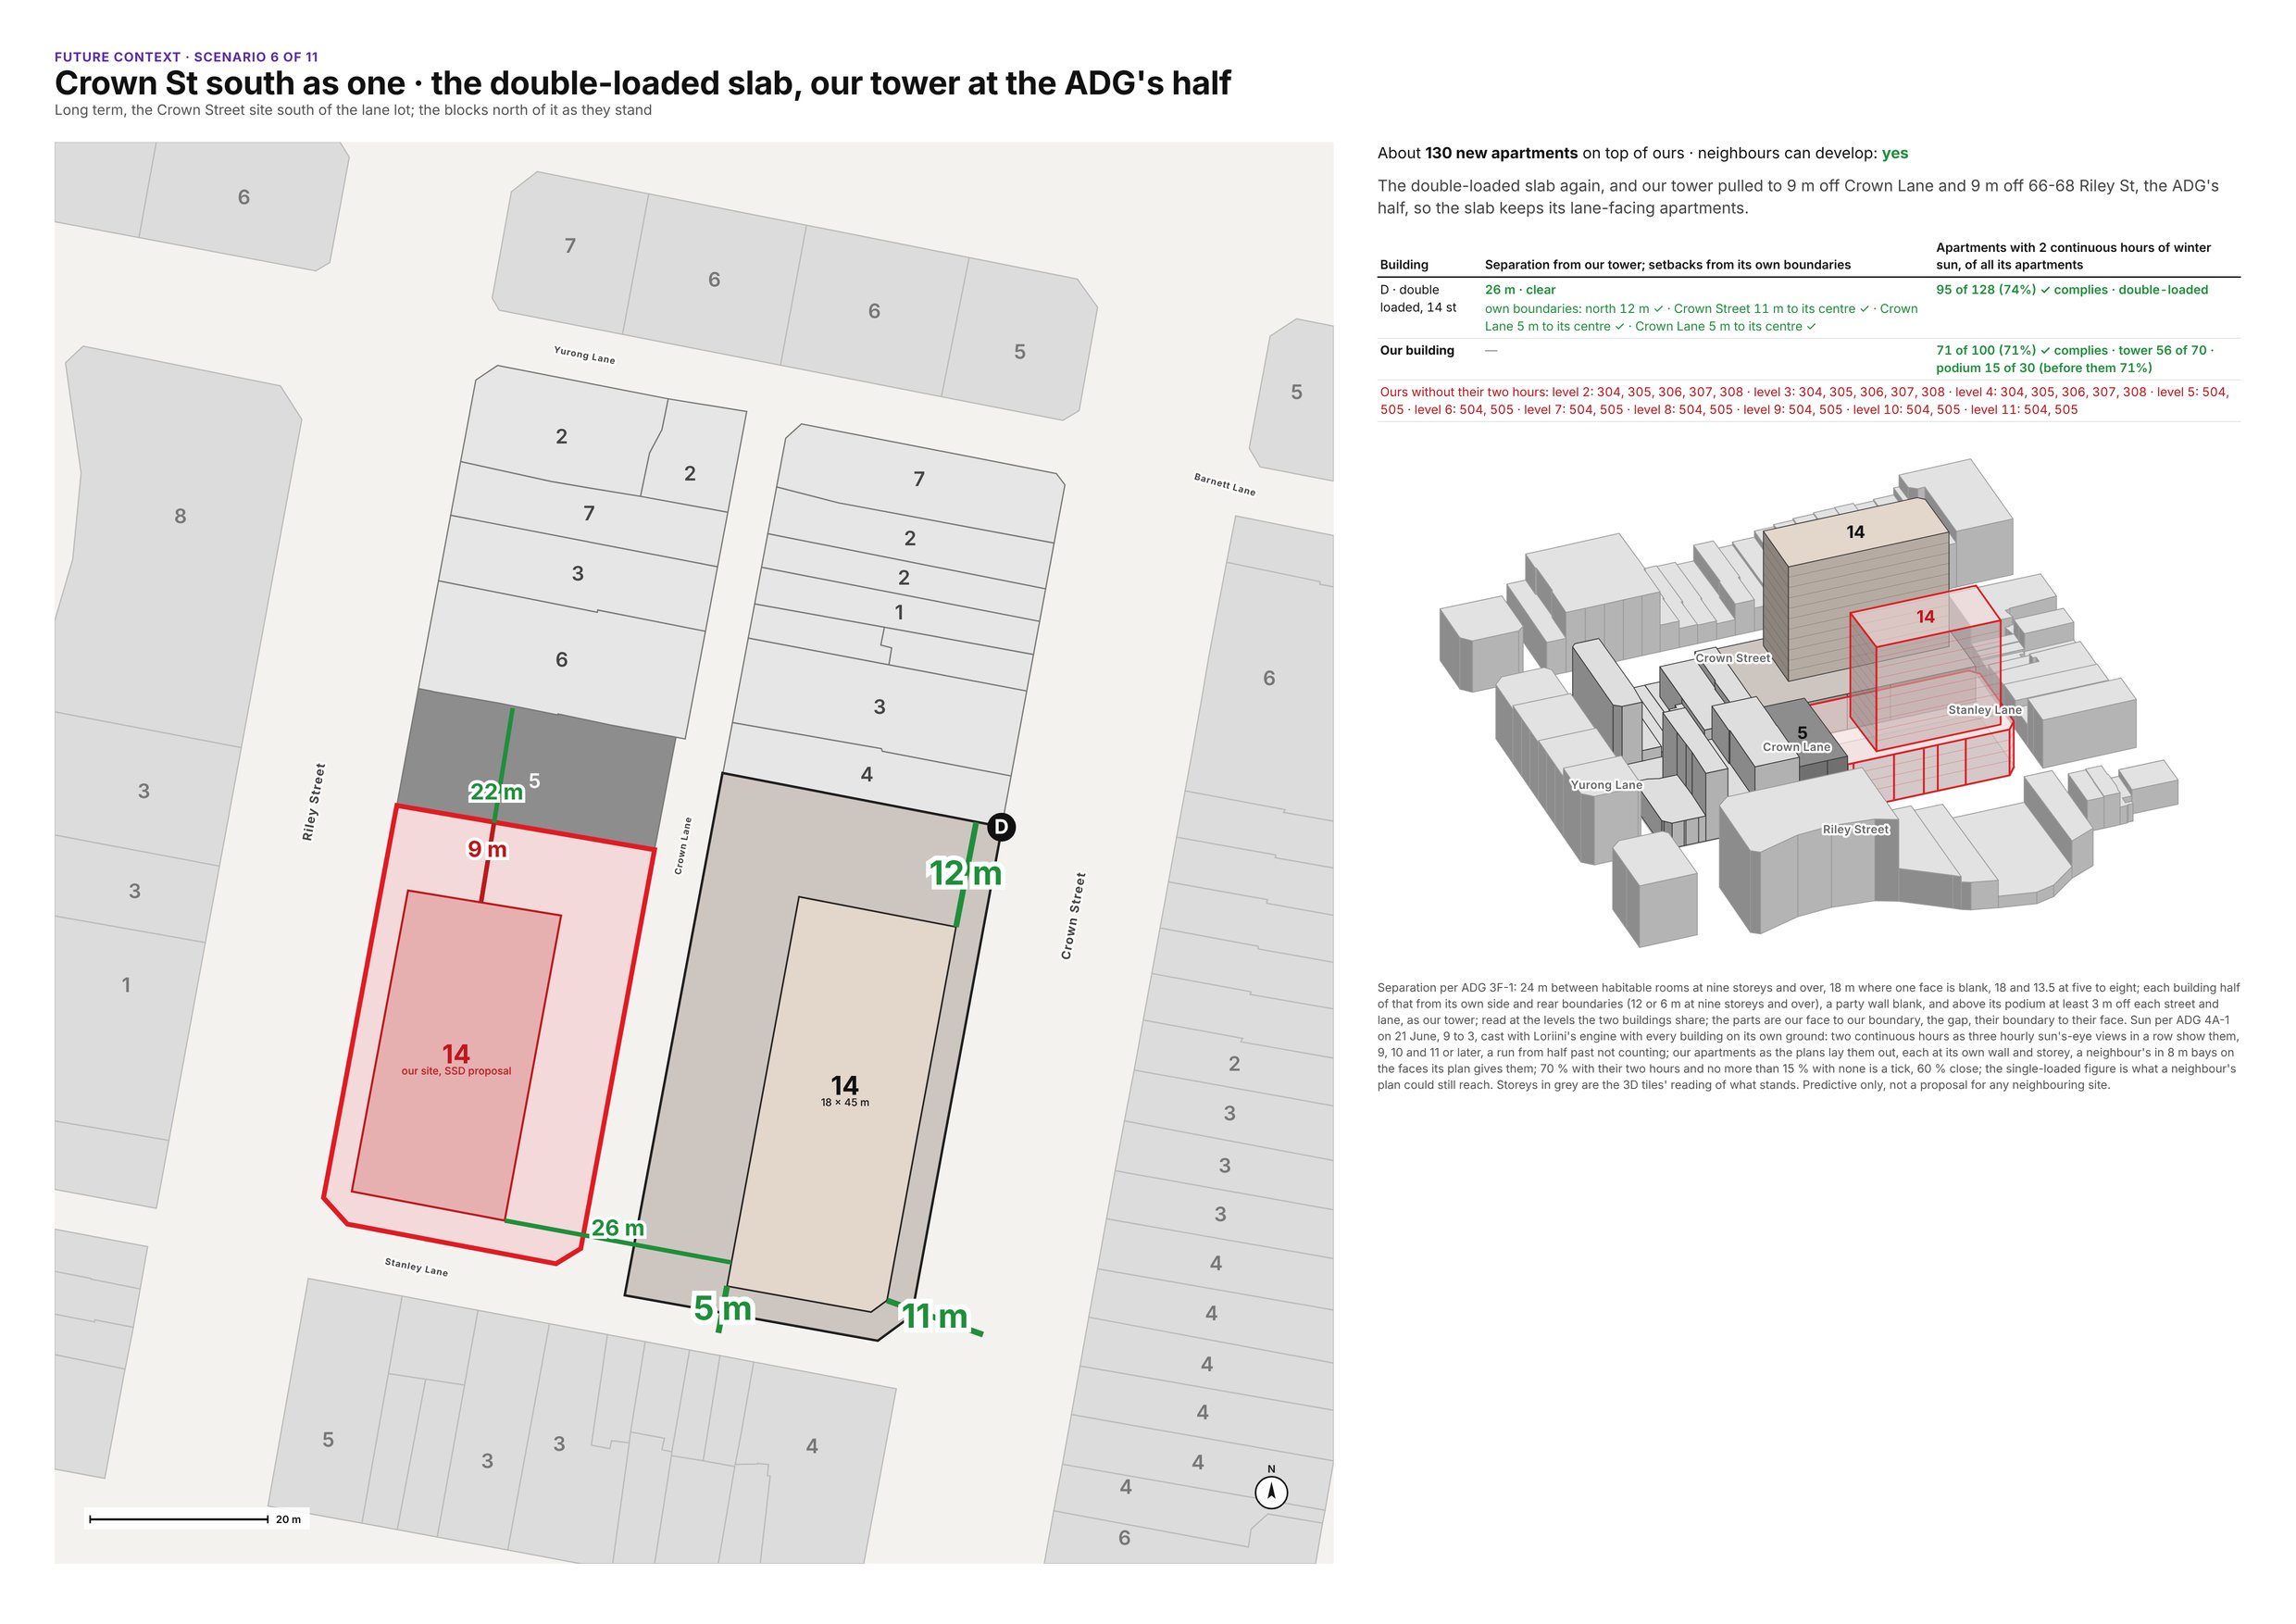 FUTURE CONTEXT · SCENARIO 6 OF 11
Crown St south as one · the double-loaded slab, our tower at the ADG's half
Long term, the Crown Street site south of the lane lot; the blocks north of it as they stand
6
7
6
6
5
5
Yurong Lane
Barnett Lane
2
2
7
3
6
7
2
2
1
3
4
8
6
5
22 m
9 m
Riley Street
Crown Lane
Crown Street
D
12 m
3
3
1
14
our site, SSD proposal
14
18 × 45 m
26 m
5 m
11 m
Stanley Lane
2
3
3
3
4
4
4
4
4
4
6
5
3
3
4
N
20 m
About 130 new apartments on top of ours · neighbours can develop: yes
The double-loaded slab again, and our tower pulled to 9 m off Crown Lane and 9 m off 66-68 Riley St, the ADG's
half, so the slab keeps its lane-facing apartments.
Building
Separation from our tower; setbacks from its own boundaries
Apartments with 2 continuous hours of winter
sun, of all its apartments
D · double
loaded, 14 st
26 m · clear
own boundaries: north 12 m ✓ · Crown Street 11 m to its centre ✓ · Crown
Lane 5 m to its centre ✓ · Crown Lane 5 m to its centre ✓
95 of 128 (74%) ✓ complies · double-loaded
Our building
—
71 of 100 (71%) ✓ complies · tower 56 of 70 ·
podium 15 of 30 (before them 71%)
Ours without their two hours: level 2: 304, 305, 306, 307, 308 · level 3: 304, 305, 306, 307, 308 · level 4: 304, 305, 306, 307, 308 · level 5: 504,
505 · level 6: 504, 505 · level 7: 504, 505 · level 8: 504, 505 · level 9: 504, 505 · level 10: 504, 505 · level 11: 504, 505
14
14
Crown Street
Stanley Lane
5
Crown Lane
Yurong Lane
Riley Street
Separation per ADG 3F-1: 24 m between habitable rooms at nine storeys and over, 18 m where one face is blank, 18 and 13.5 at five to eight; each building half
of that from its own side and rear boundaries (12 or 6 m at nine storeys and over), a party wall blank, and above its podium at least 3 m off each street and
lane, as our tower; read at the levels the two buildings share; the parts are our face to our boundary, the gap, their boundary to their face. Sun per ADG 4A-1
on 21 June, 9 to 3, cast with Loriini's engine with every building on its own ground: two continuous hours as three hourly sun's-eye views in a row show them,
9, 10 and 11 or later, a run from half past not counting; our apartments as the plans lay them out, each at its own wall and storey, a neighbour's in 8 m bays on
the faces its plan gives them; 70 % with their two hours and no more than 15 % with none is a tick, 60 % close; the single-loaded figure is what a neighbour's
plan could still reach. Storeys in grey are the 3D tiles' reading of what stands. Predictive only, not a proposal for any neighbouring site.